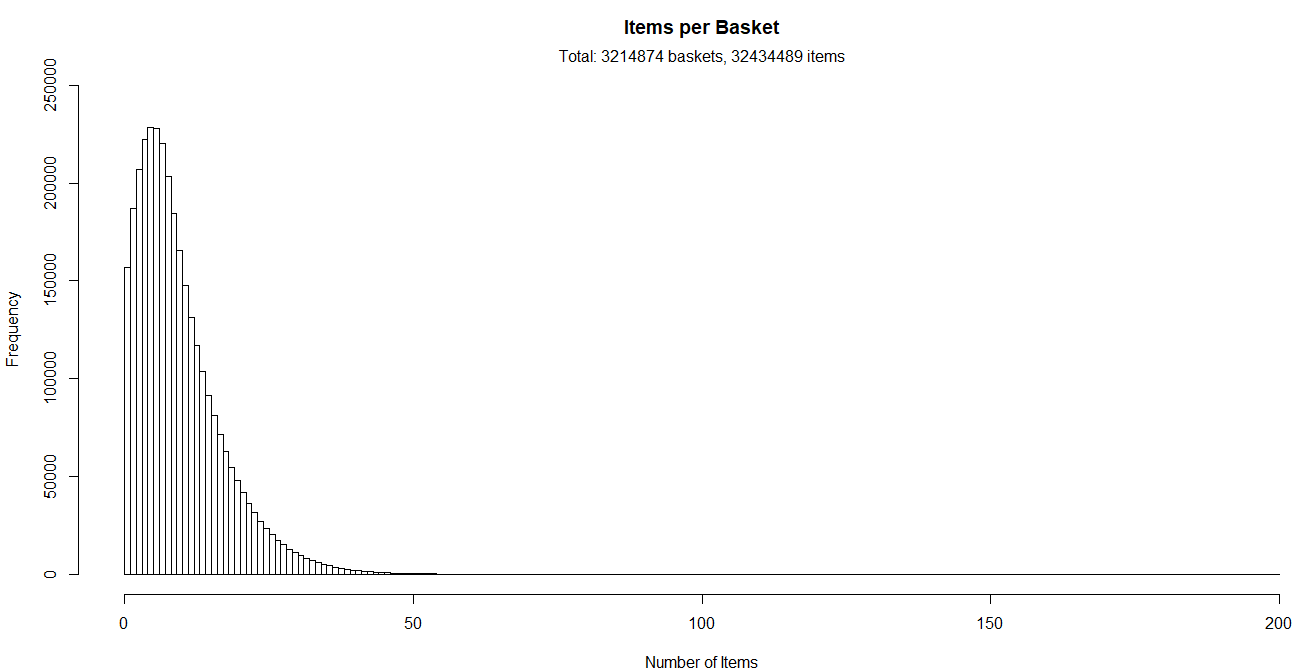 Items per Basket
Total: 3214874 baskets, 32434489 items
250000
200000
150000
100000
50000
0
Frequency
0 50 100 150 200
Number of Items